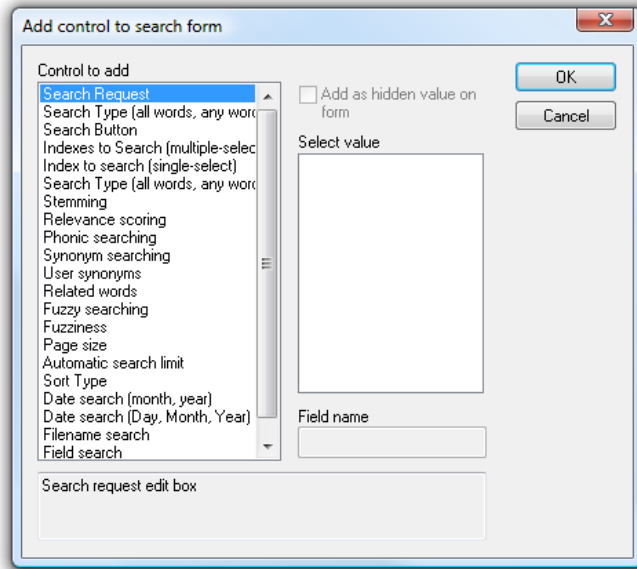 Add control to search form
Control to add
Search Request
Search Type (all words, any word
Search Button
Indexes to Search (multiple-selec
Index to search (single-select)
Search Type (all words, any word
Stemming
Relevance scoring
Phonic searching
Synonym searching
User synonyms
Related words
Fuzzy searching
Fuzziness
Page size
Automatic search limit
Sort Type
Date search (month, year)
Date search (Day, Month, Year)
Filename search
Field search
Add as hidden value on
form
Select value
Field name
OK
Cancel
Search request edit box